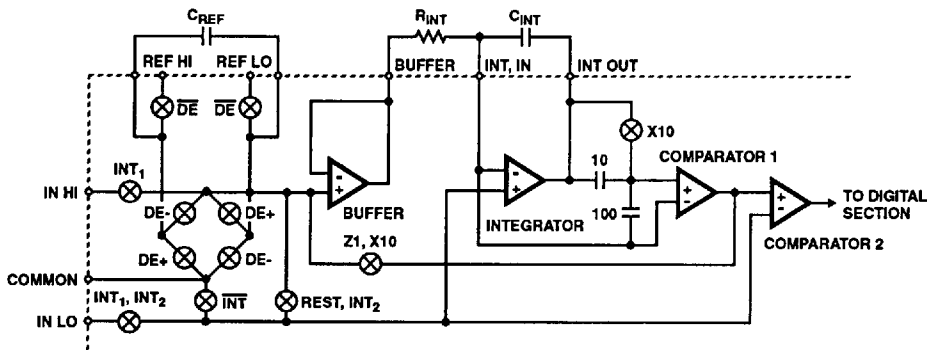 C_REF
R_INT
C_INT
REF HI
REF LO
BUFFER
INT, IN
INT OUT
DE
DE
X10
INT1
10
COMPARATOR 1
IN HI
-
+
-
+
+
-
+
-
DE-
DE+
BUFFER
INTEGRATOR
100
TO DIGITAL
SECTION
Z1, X10
COMPARATOR 2
DE+
DE-
COMMON
INT1, INT2
INT
REST, INT2
IN LO